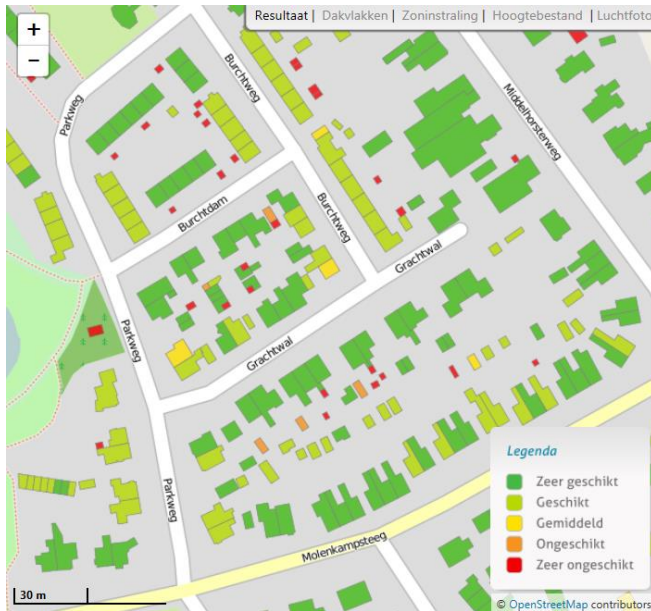 Resultaat | Dakvlakken | Zoninstraling | Hoogtebestand | Luchtfoto
+
−
Parkweg
Burchtweg
Middelhorsterweg
Burchtdam
Burchtweg
Grachtwal
Parkweg
Grachtwal
Parkweg
Molenkampsteeg
Legenda
Zeer geschikt
Geschikt
Gemiddeld
Ongeschikt
Zeer ongeschikt
30 m
© OpenStreetMap contributors